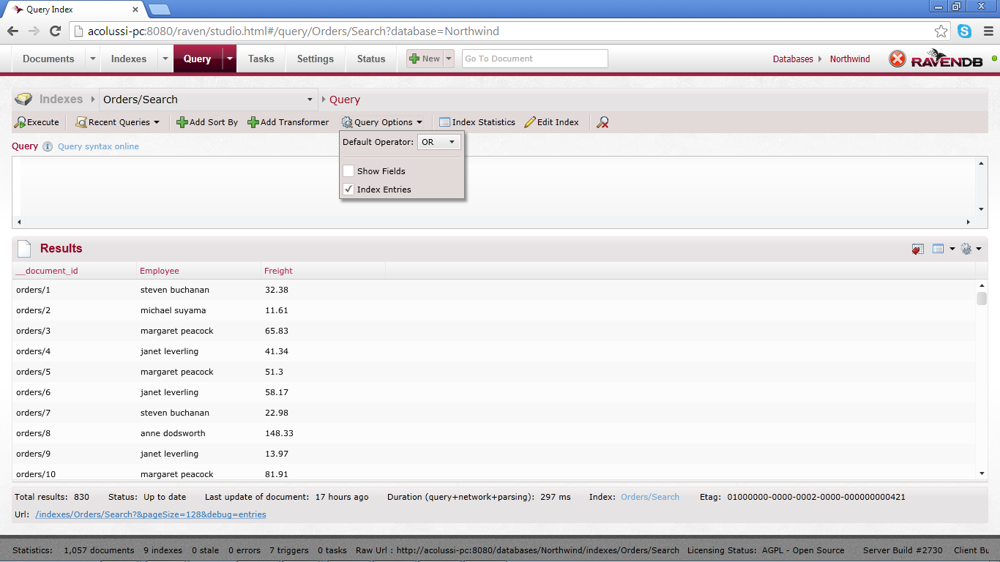 Query Index
acolussi-pc:8080/raven/studio.html#/query/Orders/Search?database=Northwind
Documents Indexes Query Tasks Settings Status New Go To Document Databases Northwind RAVENDB
Indexes Orders/Search Query
Execute Recent Queries Add Sort By Add Transformer Query Options Index Statistics Edit Index
Default Operator: OR
Query Query syntax online
Show Fields
Index Entries
Results
__document_id Employee Freight
orders/1 steven buchanan 32.38
orders/2 michael suyama 11.61
orders/3 margaret peacock 65.83
orders/4 janet leverling 41.34
orders/5 margaret peacock 51.3
orders/6 janet leverling 58.17
orders/7 steven buchanan 22.98
orders/8 anne dodsworth 148.33
orders/9 janet leverling 13.97
orders/10 margaret peacock 81.91
Total results: 830 Status: Up to date Last update of document: 17 hours ago Duration (query+network+parsing): 297 ms Index: Orders/Search Etag: 01000000-0000-0002-0000-000000000421
Url: /indexes/Orders/Search?&pageSize=128&debug=entries
Statistics: 1,057 documents 9 indexes 0 stale 0 errors 7 triggers 0 tasks Raw Url : http://acolussi-pc:8080/databases/Northwind/indexes/Orders/Search Licensing Status: AGPL - Open Source Server Build #2730 Client Bu